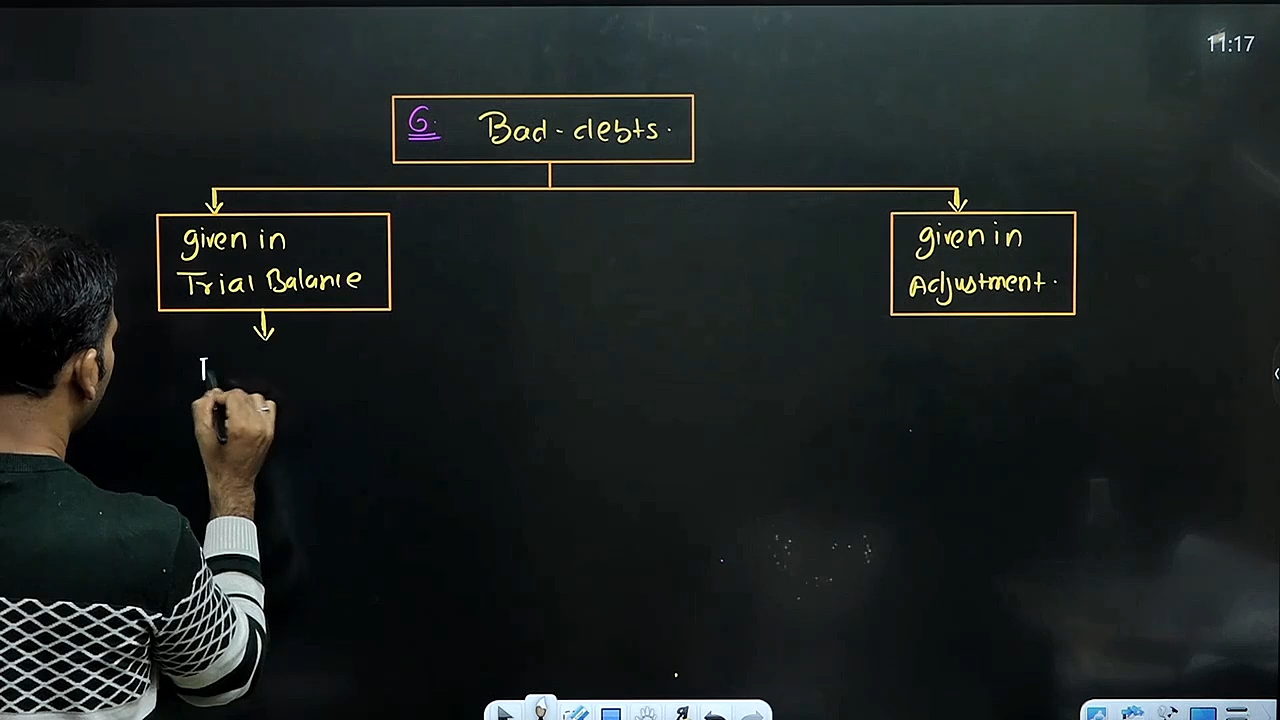 11:17
6. Bad-debts.
given in
Trial Balance
given in
Adjustment.
I